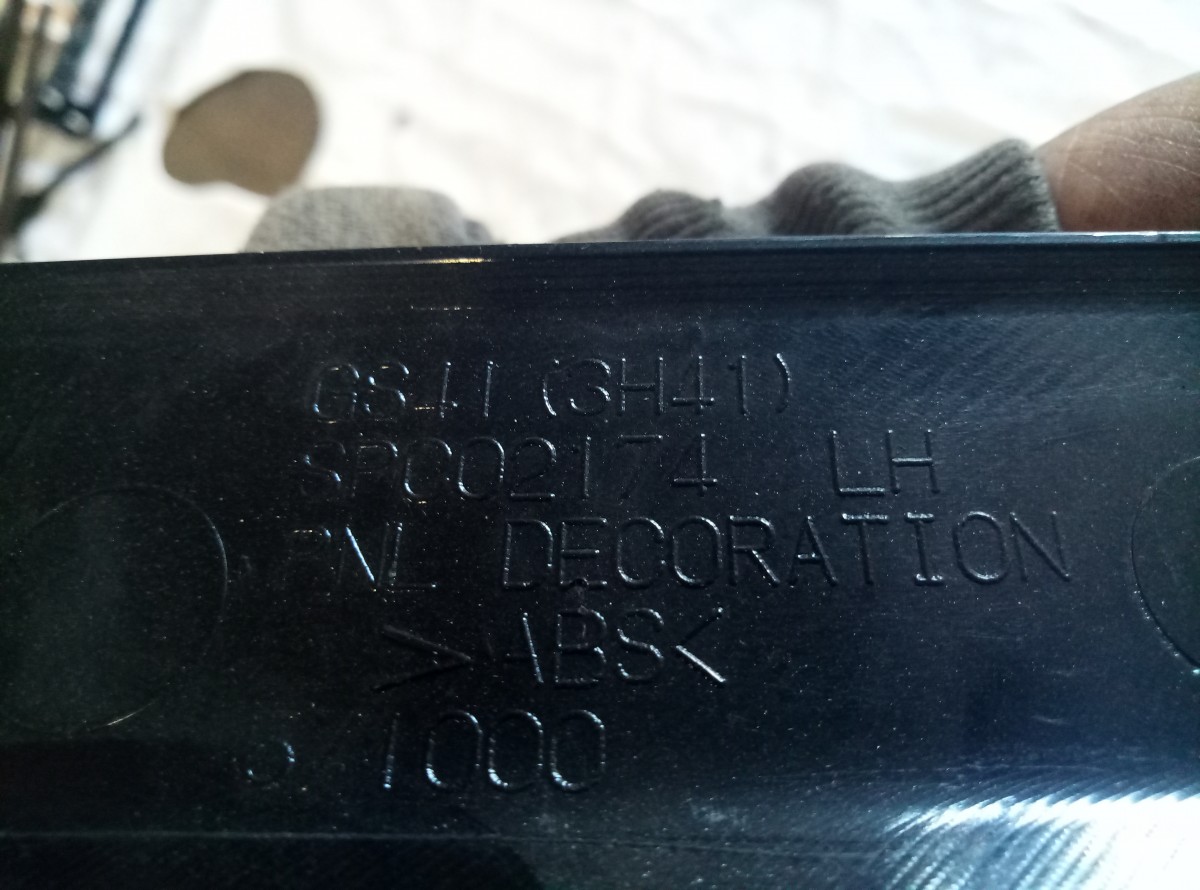 GS41 (3H41)
SPC02174 LH
PNL DECORATION
>ABS<
1000